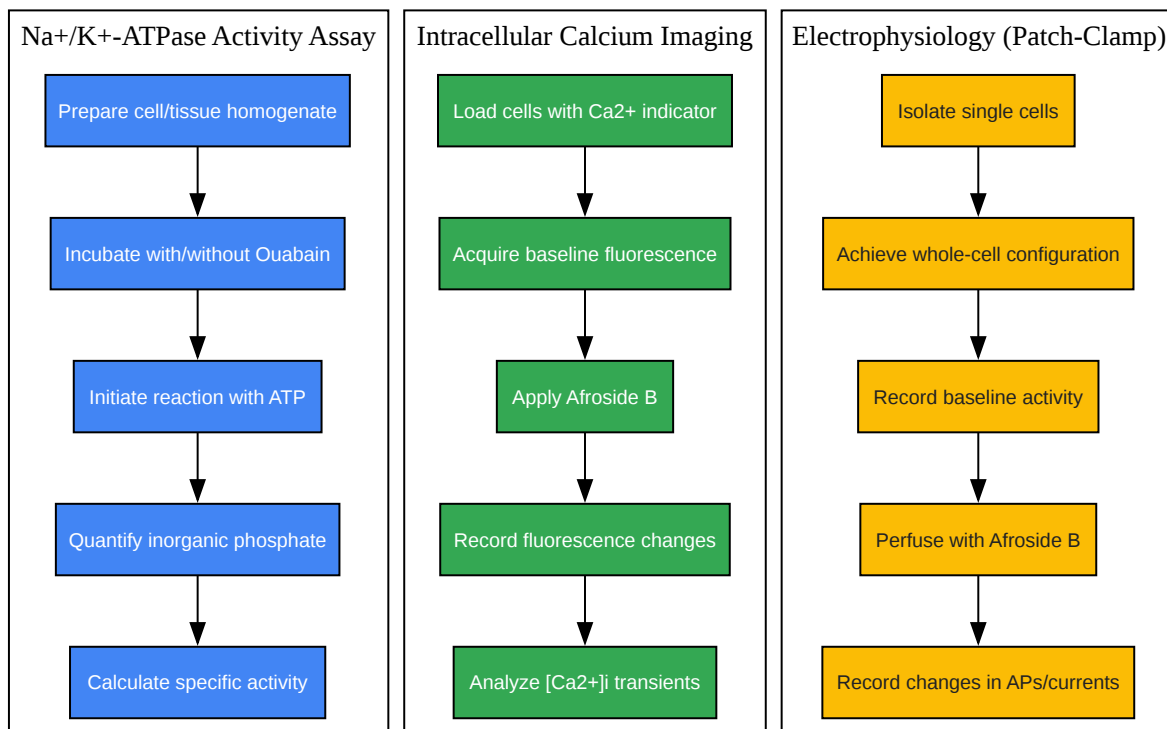 Na+/K+-ATPase Activity Assay
Prepare cell/tissue homogenate
Incubate with/without Ouabain
Initiate reaction with ATP
Quantify inorganic phosphate
Calculate specific activity
Intracellular Calcium Imaging
Load cells with Ca2+ indicator
Acquire baseline fluorescence
Apply Afroside B
Record fluorescence changes
Analyze [Ca2+]i transients
Electrophysiology (Patch-Clamp)
Isolate single cells
Achieve whole-cell configuration
Record baseline activity
Perfuse with Afroside B
Record changes in APs/currents